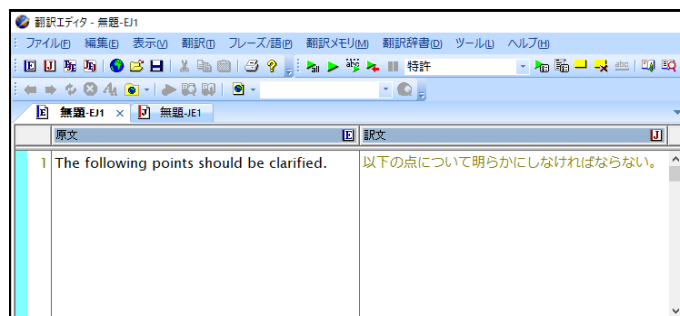 翻訳エディタ - 無題-EJ1
ファイル(F) 編集(E) 表示(V) 翻訳(T) フレーズ/語(P) 翻訳メモリ(M) 翻訳辞書(D) ツール(L) ヘルプ(H)
特許
無題-EJ1 × 無題-JE1
原文 E 訳文 J
1 The following points should be clarified. 以下の点について明らかにしなければならない。